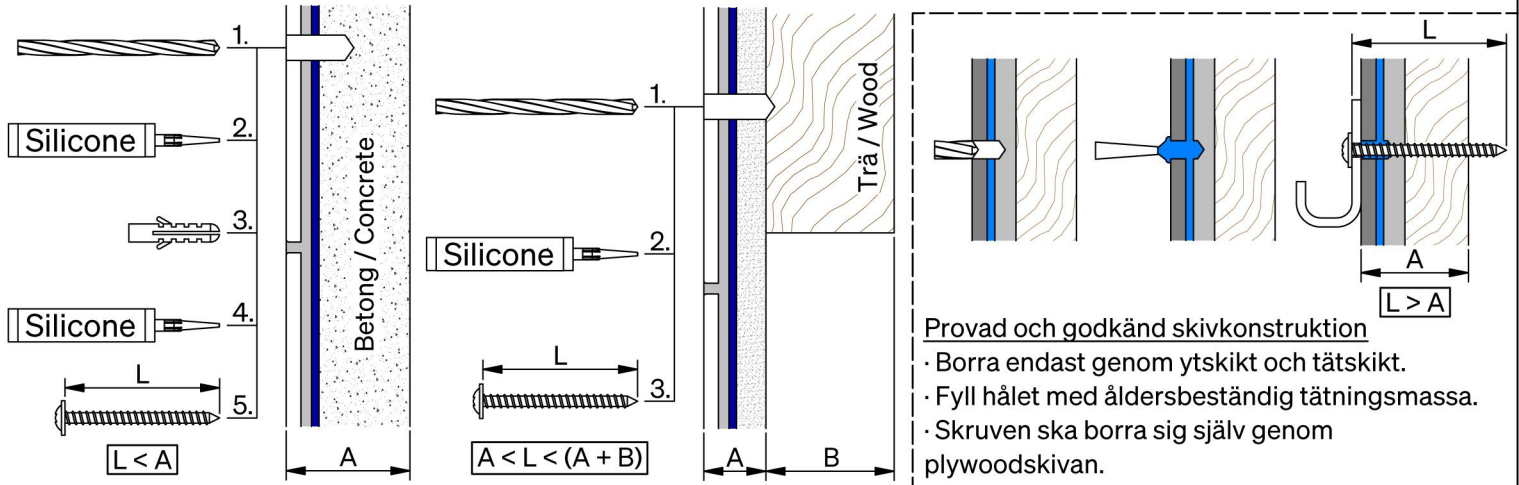 1.
Silicone
2.
3.
Silicone
4.
L
5.
L < A
A
Betong / Concrete
1.
Silicone
2.
L
3.
A < L < (A + B)
A
B
Trä / Wood
L
A
L > A
Provad och godkänd skivkonstruktion
· Borra endast genom ytskikt och tätskikt.
· Fyll hålet med åldersbeständig tätningsmassa.
· Skruven ska borra sig själv genom
plywoodskivan.